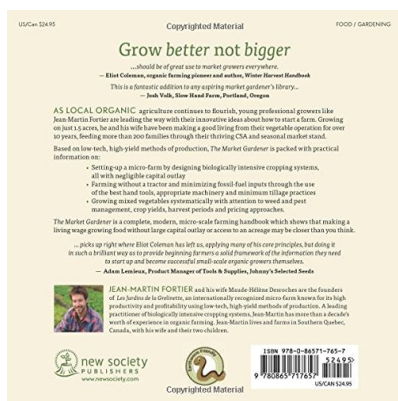 US/Can $24.95
Copyrighted Material
FOOD / GARDENING
Grow better not bigger
...should be of great use to market growers everywhere.
— Eliot Coleman, organic farming pioneer and author, Winter Harvest Handbook
This is a fantastic addition to any aspiring market gardener's library...
— Josh Volk, Slow Hand Farm, Portland, Oregon
AS LOCAL ORGANIC agriculture continues to flourish, young professional growers like
Jean-Martin Fortier are leading the way with their innovative ideas about how to start a farm. Growing
on just 1.5 acres, he and his wife have been making a good living from their vegetable operation for over
10 years, feeding more than 200 families through their thriving CSA and seasonal market stand.
Based on low-tech, high-yield methods of production, The Market Gardener is packed with practical
information on:
• Setting-up a micro-farm by designing biologically intensive cropping systems,
all with negligible capital outlay
• Farming without a tractor and minimizing fossil-fuel inputs through the use
of the best hand tools, appropriate machinery and minimum tillage practices
• Growing mixed vegetables systematically with attention to weed and pest
management, crop yields, harvest periods and pricing approaches.
The Market Gardener is a complete, modern, micro-scale farming handbook which shows that making a
living wage growing food without large capital outlay or access to an acreage may be closer than you think.
... picks up right where Eliot Coleman has left us, applying many of his core principles, but doing it
in such a brilliant way as to provide beginning farmers a solid framework of the information they need
to start up and become successful small-scale organic growers themselves.
— Adam Lemieux, Product Manager of Tools & Supplies, Johnny's Selected Seeds
JEAN-MARTIN FORTIER and his wife Maude-Hélène Desroches are the founders
of Les Jardins de la Grelinette, an internationally recognized micro-farm known for its high
productivity and profitability using low-tech, high-yield methods of production. A leading
practitioner of biologically intensive cropping systems, Jean-Martin has more than a decade's
worth of experience in organic farming. Jean-Martin lives and farms in Southern Quebec,
Canada, with his wife and their two children.
new society
PUBLISHERS
www.newsociety.com
ISBN 978-0-86571-765-7
52495
9 780865 717657
US/CAN $24.95
Copyrighted Material